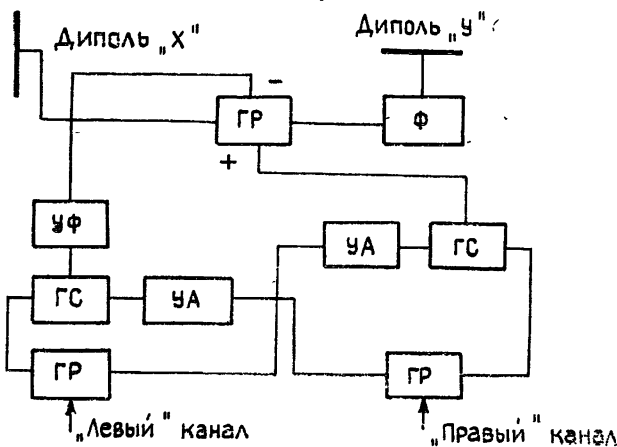 Диполь „X"
Диполь „У"
−
ГР
Ф
+
УФ
УА
ГС
ГС
УА
ГР
ГР
„Левый" канал
„Правый" канал